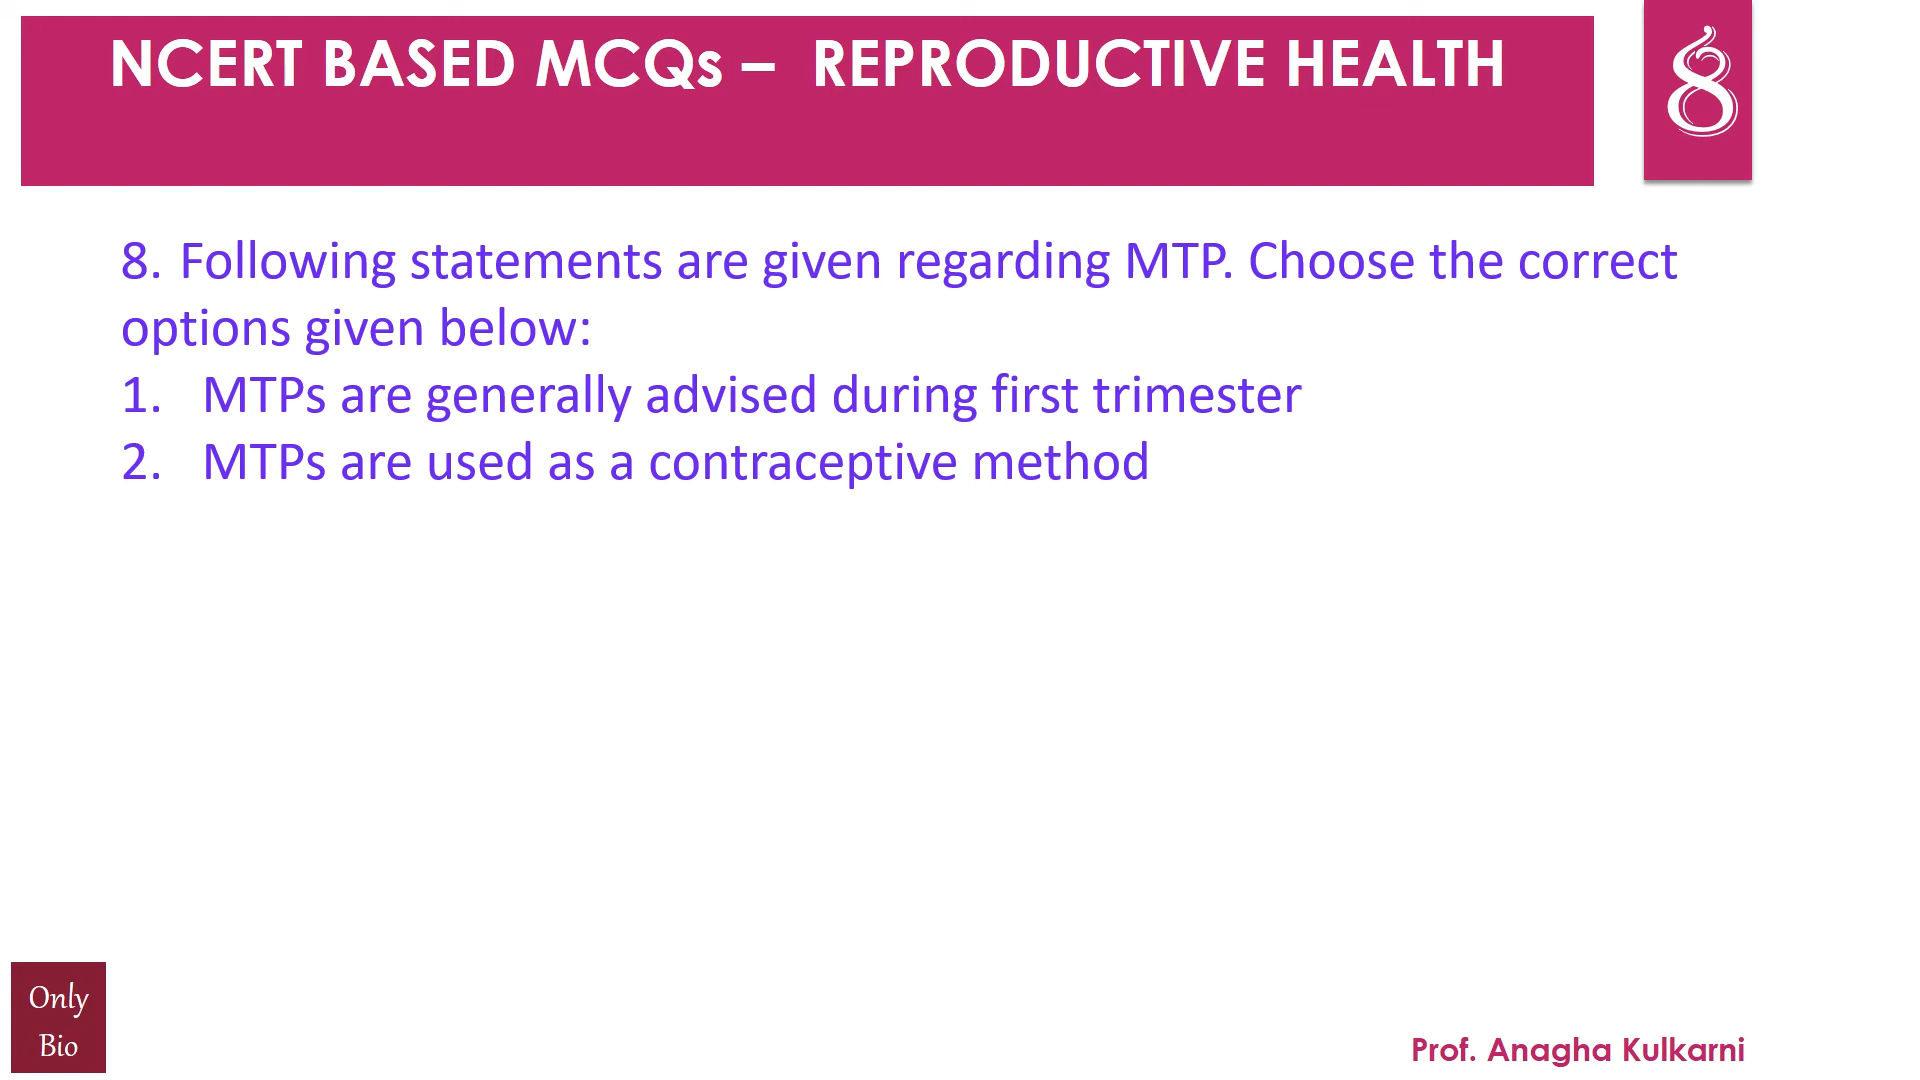 NCERT BASED MCQs – REPRODUCTIVE HEALTH
8
8. Following statements are given regarding MTP. Choose the correct
options given below:
1. MTPs are generally advised during first trimester
2. MTPs are used as a contraceptive method
Only
Bio
Prof. Anagha Kulkarni